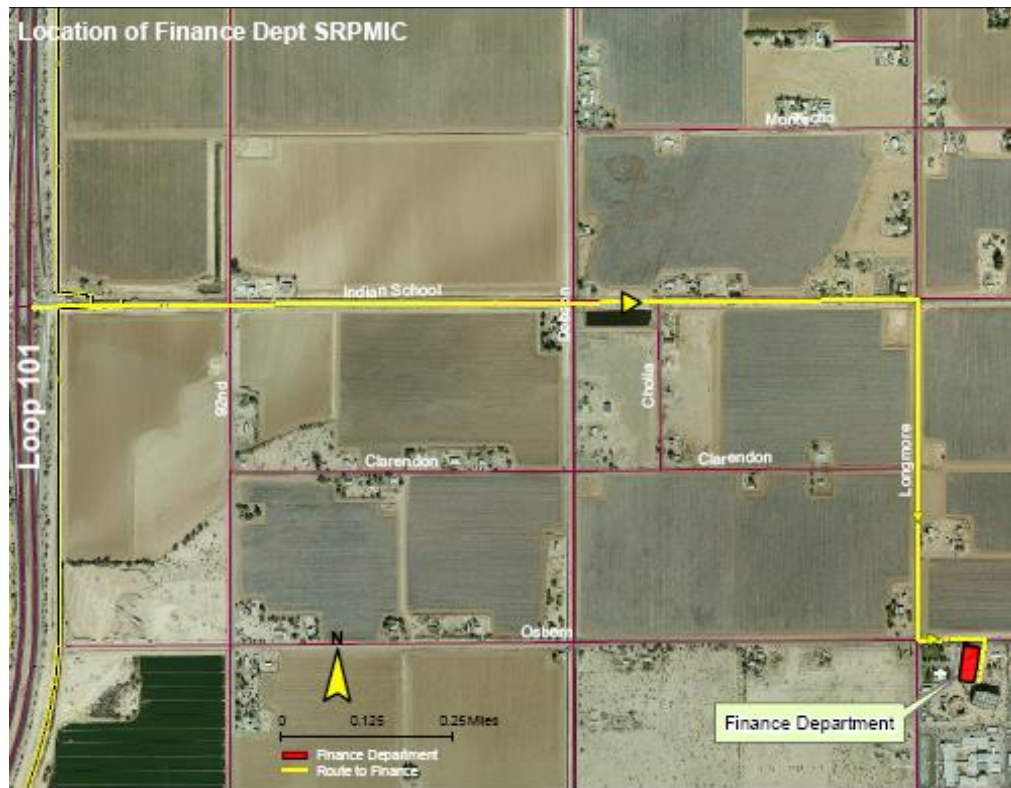 Location of Finance Dept SRPMIC
Indian School
Loop 101
92nd
Cholla
Longmore
Clarendon
Clarendon
Osborn
N
0 0.125 0.25 Miles
Finance Department
Route to Finance
Finance Department